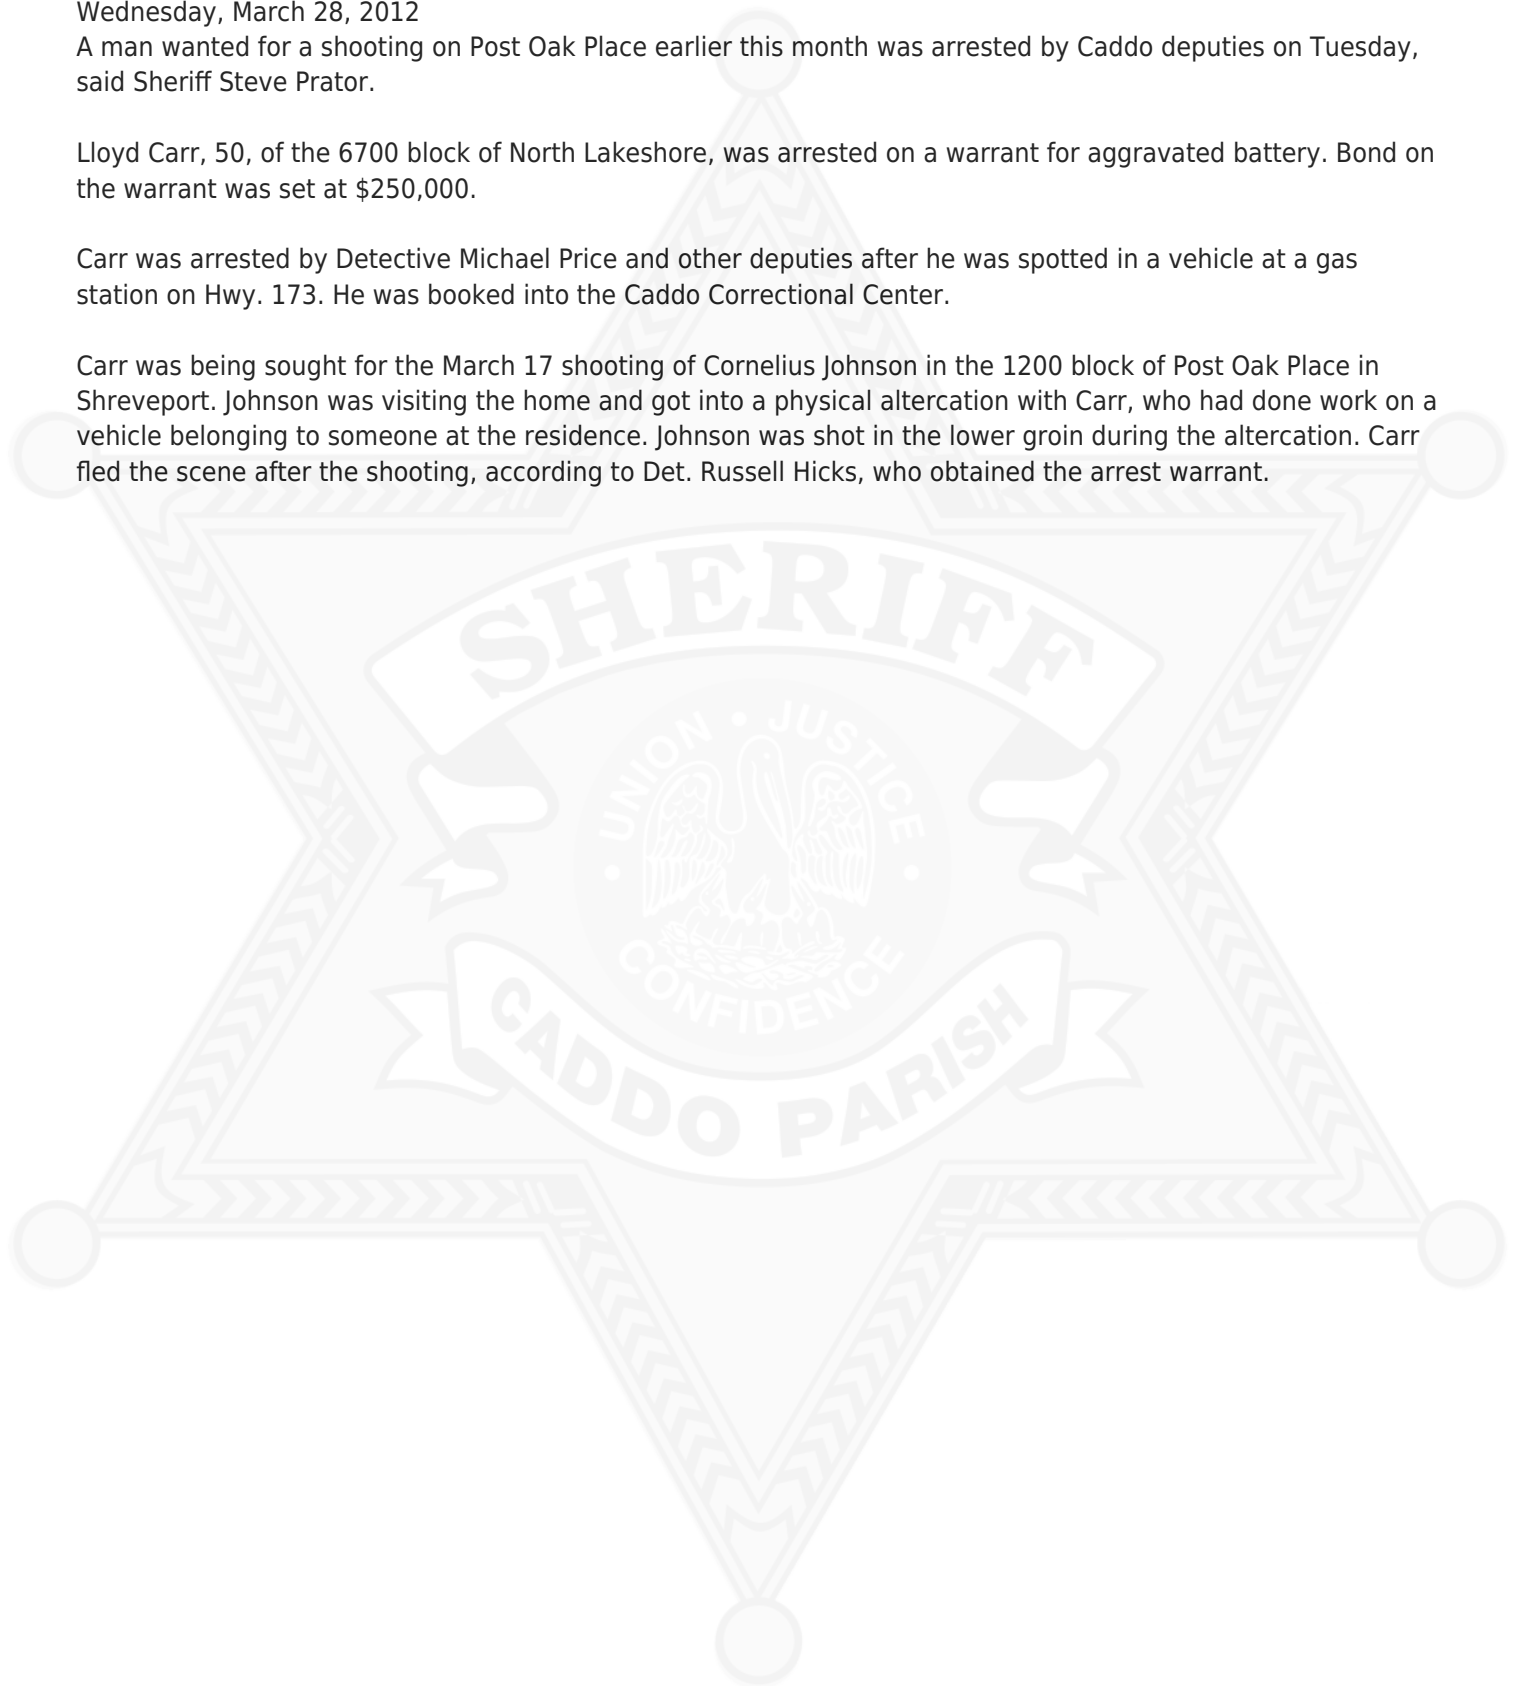 Wednesday, March 28, 2012
A man wanted for a shooting on Post Oak Place earlier this month was arrested by Caddo deputies on Tuesday,
said Sheriff Steve Prator.
Lloyd Carr, 50, of the 6700 block of North Lakeshore, was arrested on a warrant for aggravated battery. Bond on
the warrant was set at $250,000.
Carr was arrested by Detective Michael Price and other deputies after he was spotted in a vehicle at a gas
station on Hwy. 173. He was booked into the Caddo Correctional Center.
Carr was being sought for the March 17 shooting of Cornelius Johnson in the 1200 block of Post Oak Place in
Shreveport. Johnson was visiting the home and got into a physical altercation with Carr, who had done work on a
vehicle belonging to someone at the residence. Johnson was shot in the lower groin during the altercation. Carr
fled the scene after the shooting, according to Det. Russell Hicks, who obtained the arrest warrant.
SHERIFF
UNION • JUSTICE
• CONFIDENCE •
CADDO PARISH